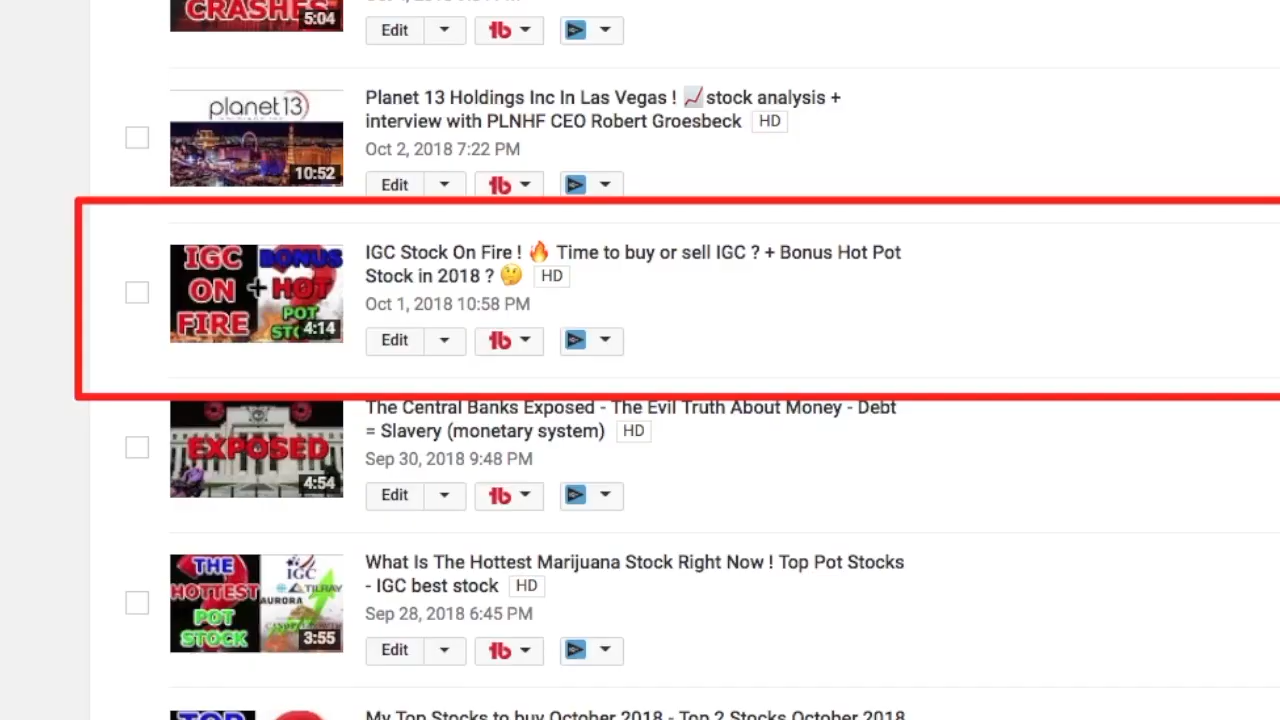 CRASHES
5:04
Edit
planet13
10:52
Planet 13 Holdings Inc In Las Vegas ! 📈stock analysis +
interview with PLNHF CEO Robert Groesbeck HD
Oct 2, 2018 7:22 PM
Edit
IGC BONUS
ON + HOT
FIRE POT
4:14
IGC Stock On Fire ! 🔥 Time to buy or sell IGC ? + Bonus Hot Pot
Stock in 2018 ? 🤔 HD
Oct 1, 2018 10:58 PM
Edit
EXPOSED
4:54
The Central Banks Exposed - The Evil Truth About Money - Debt
= Slavery (monetary system) HD
Sep 30, 2018 9:48 PM
Edit
THE
HOTTEST
POT
STOCK
IGC
TILRAY
AURORA
3:55
What Is The Hottest Marijuana Stock Right Now ! Top Pot Stocks
- IGC best stock HD
Sep 28, 2018 6:45 PM
Edit
TOP
My Top Stocks to buy October 2018 - Top 2 Stocks October 2018